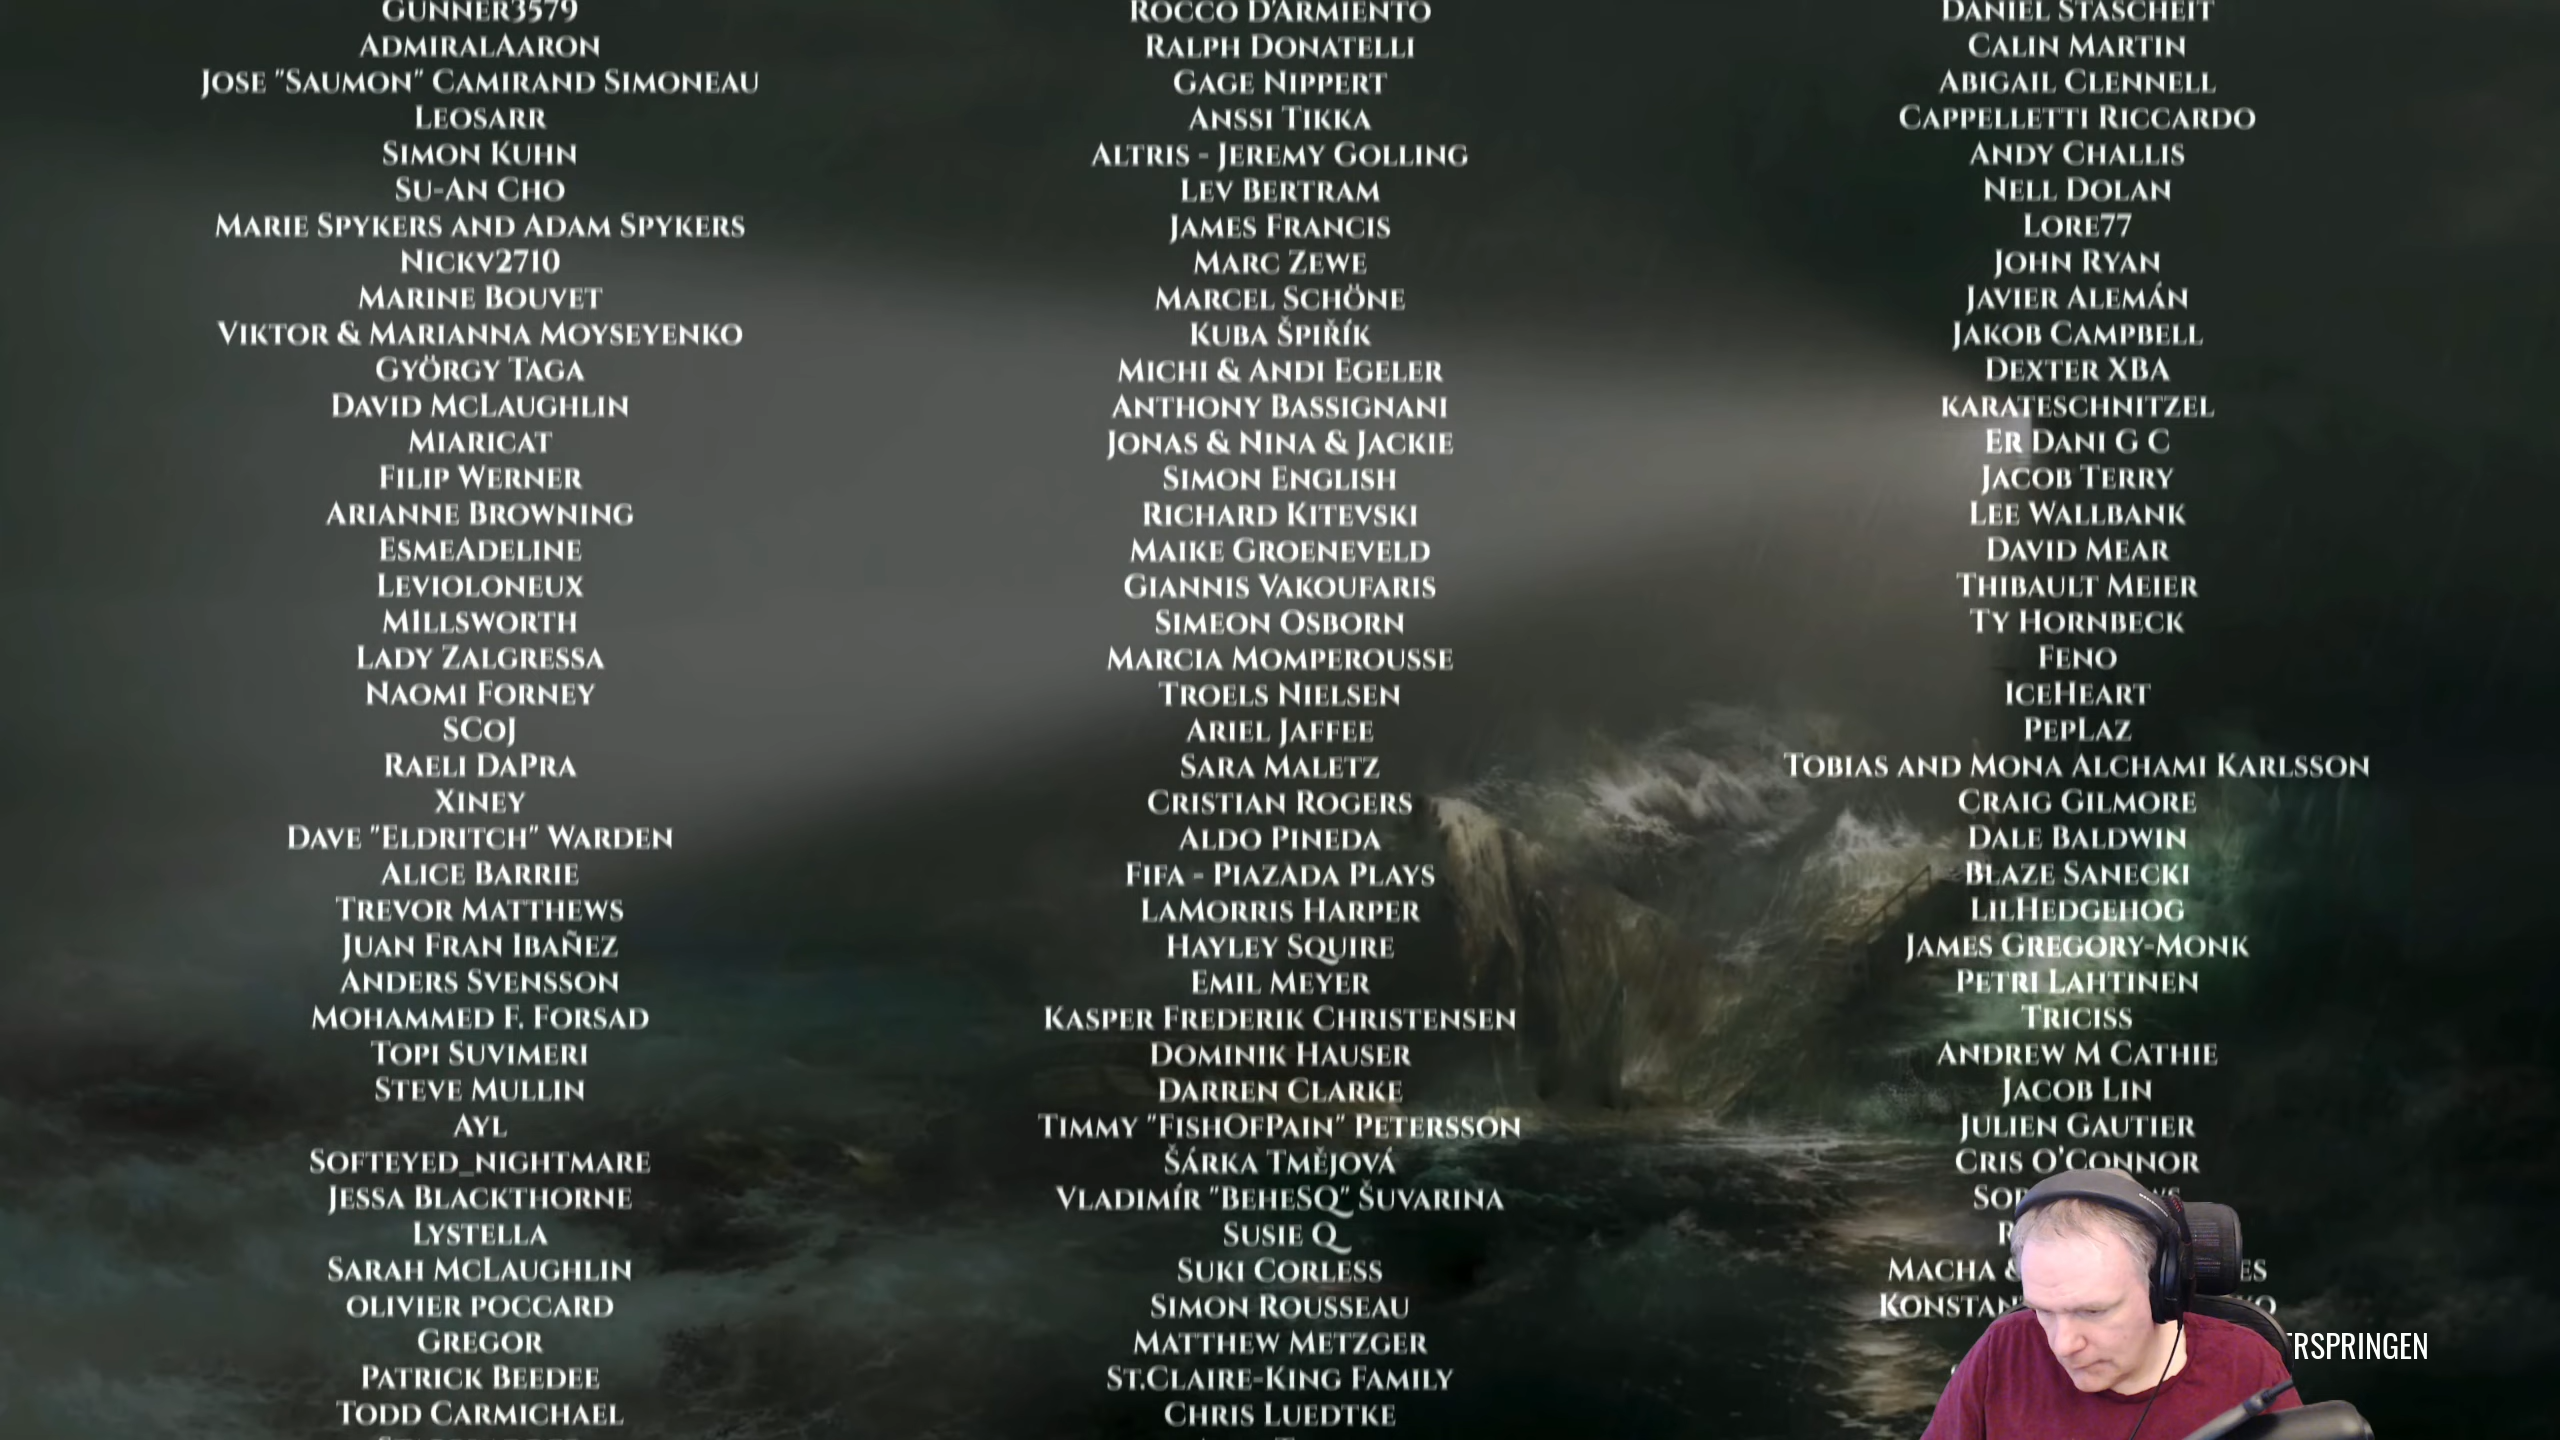 Gunner3579
AdmiralAaron
Jose "Saumon" Camirand Simoneau
Leosarr
Simon Kuhn
Su-An Cho
Marie Spykers and Adam Spykers
Nickv2710
Marine Bouvet
Viktor & Marianna Moyseyenko
György Taga
David McLaughlin
Miaricat
Filip Werner
Arianne Browning
EsmeAdeline
Levioloneux
Millsworth
Lady Zalgressa
Naomi Forney
SCoJ
Raeli DaPra
Xiney
Dave "Eldritch" Warden
Alice Barrie
Trevor Matthews
Juan Fran Ibañez
Anders Svensson
Mohammed F. Forsad
Topi Suvimeri
Steve Mullin
Ayl
Softeyed_nightmare
Jessa Blackthorne
Lystella
Sarah McLaughlin
olivier poccard
Gregor
Patrick Beedee
Todd Carmichael
Rocco D'Armiento
Ralph Donatelli
Gage Nippert
Anssi Tikka
Altris - Jeremy Golling
Lev Bertram
James Francis
Marc Zewe
Marcel Schöne
Kuba Špiřík
Michi & Andi Egeler
Anthony Bassignani
Jonas & Nina & Jackie
Simon English
Richard Kitevski
Maike Groeneveld
Giannis Vakoufaris
Simeon Osborn
Marcia Momperousse
Troels Nielsen
Ariel Jaffee
Sara Maletz
Cristian Rogers
Aldo Pineda
Fifa - Piazàda Plays
LaMorris Harper
Hayley Squire
Emil Meyer
Kasper Frederik Christensen
Dominik Hauser
Darren Clarke
Timmy "FishOfPain" Petersson
Šárka Tmějová
Vladimír "BeheSQ" Šuvarina
Susie Q
Suki Corless
Simon Rousseau
Matthew Metzger
St.Claire-King Family
Chris Luedtke
Daniel Stascheit
Calin Martin
Abigail Clennell
Cappelletti Riccardo
Andy Challis
Nell Dolan
Lore77
John Ryan
Javier Alemán
Jakob Campbell
Dexter XBA
karateschnitzel
Er Dani G C
Jacob Terry
Lee Wallbank
David Mear
Thibault Meier
Ty Hornbeck
Feno
IceHeart
PepLaz
Tobias and Mona Alchami Karlsson
Craig Gilmore
Dale Baldwin
Blaze Sanecki
LilHedgehog
James Gregory-Monk
Petri Lahtinen
Triciss
Andrew M Cathie
Jacob Lin
Julien Gautier
Cris O'Connor
Macha &